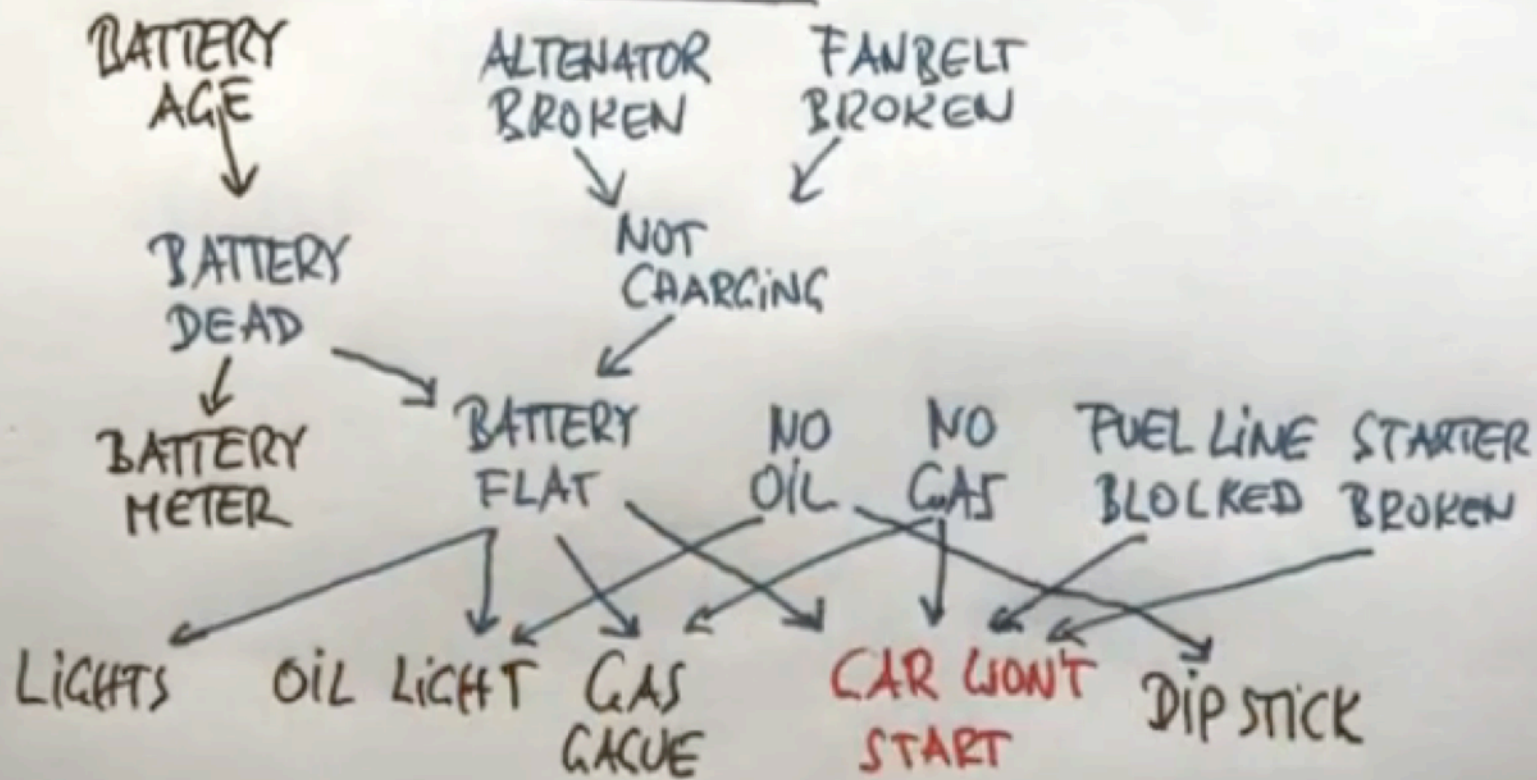 BATTERY
AGE
ALTENATOR
BROKEN
FANBELT
BROKEN
BATTERY
DEAD
NOT
CHARGING
BATTERY
METER
BATTERY
FLAT
NO
OIL
NO
GAS
FUEL LINE
BLOCKED
STARTER
BROKEN
LIGHTS
OIL LIGHT
GAS
GAGUE
CAR WONT
START
DIP STICK